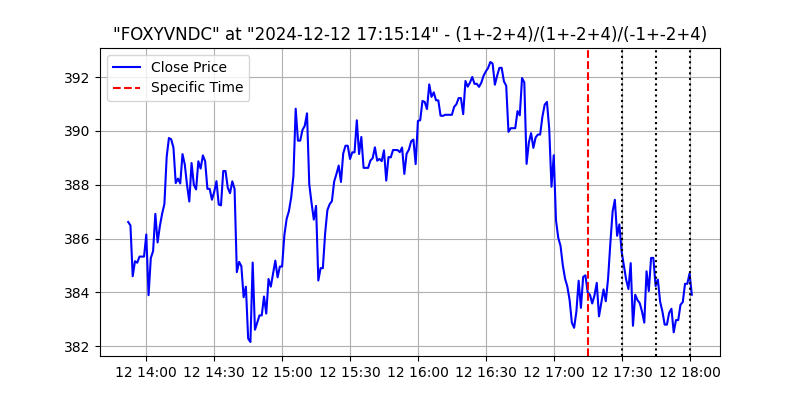 "FOXYVNDC" at "2024-12-12 17:15:14" - (1+-2+4)/(1+-2+4)/(-1+-2+4)
Close Price
Specific Time
392
390
388
386
384
382
12 14:00 12 14:30 12 15:00 12 15:30 12 16:00 12 16:30 12 17:00 12 17:30 12 18:00